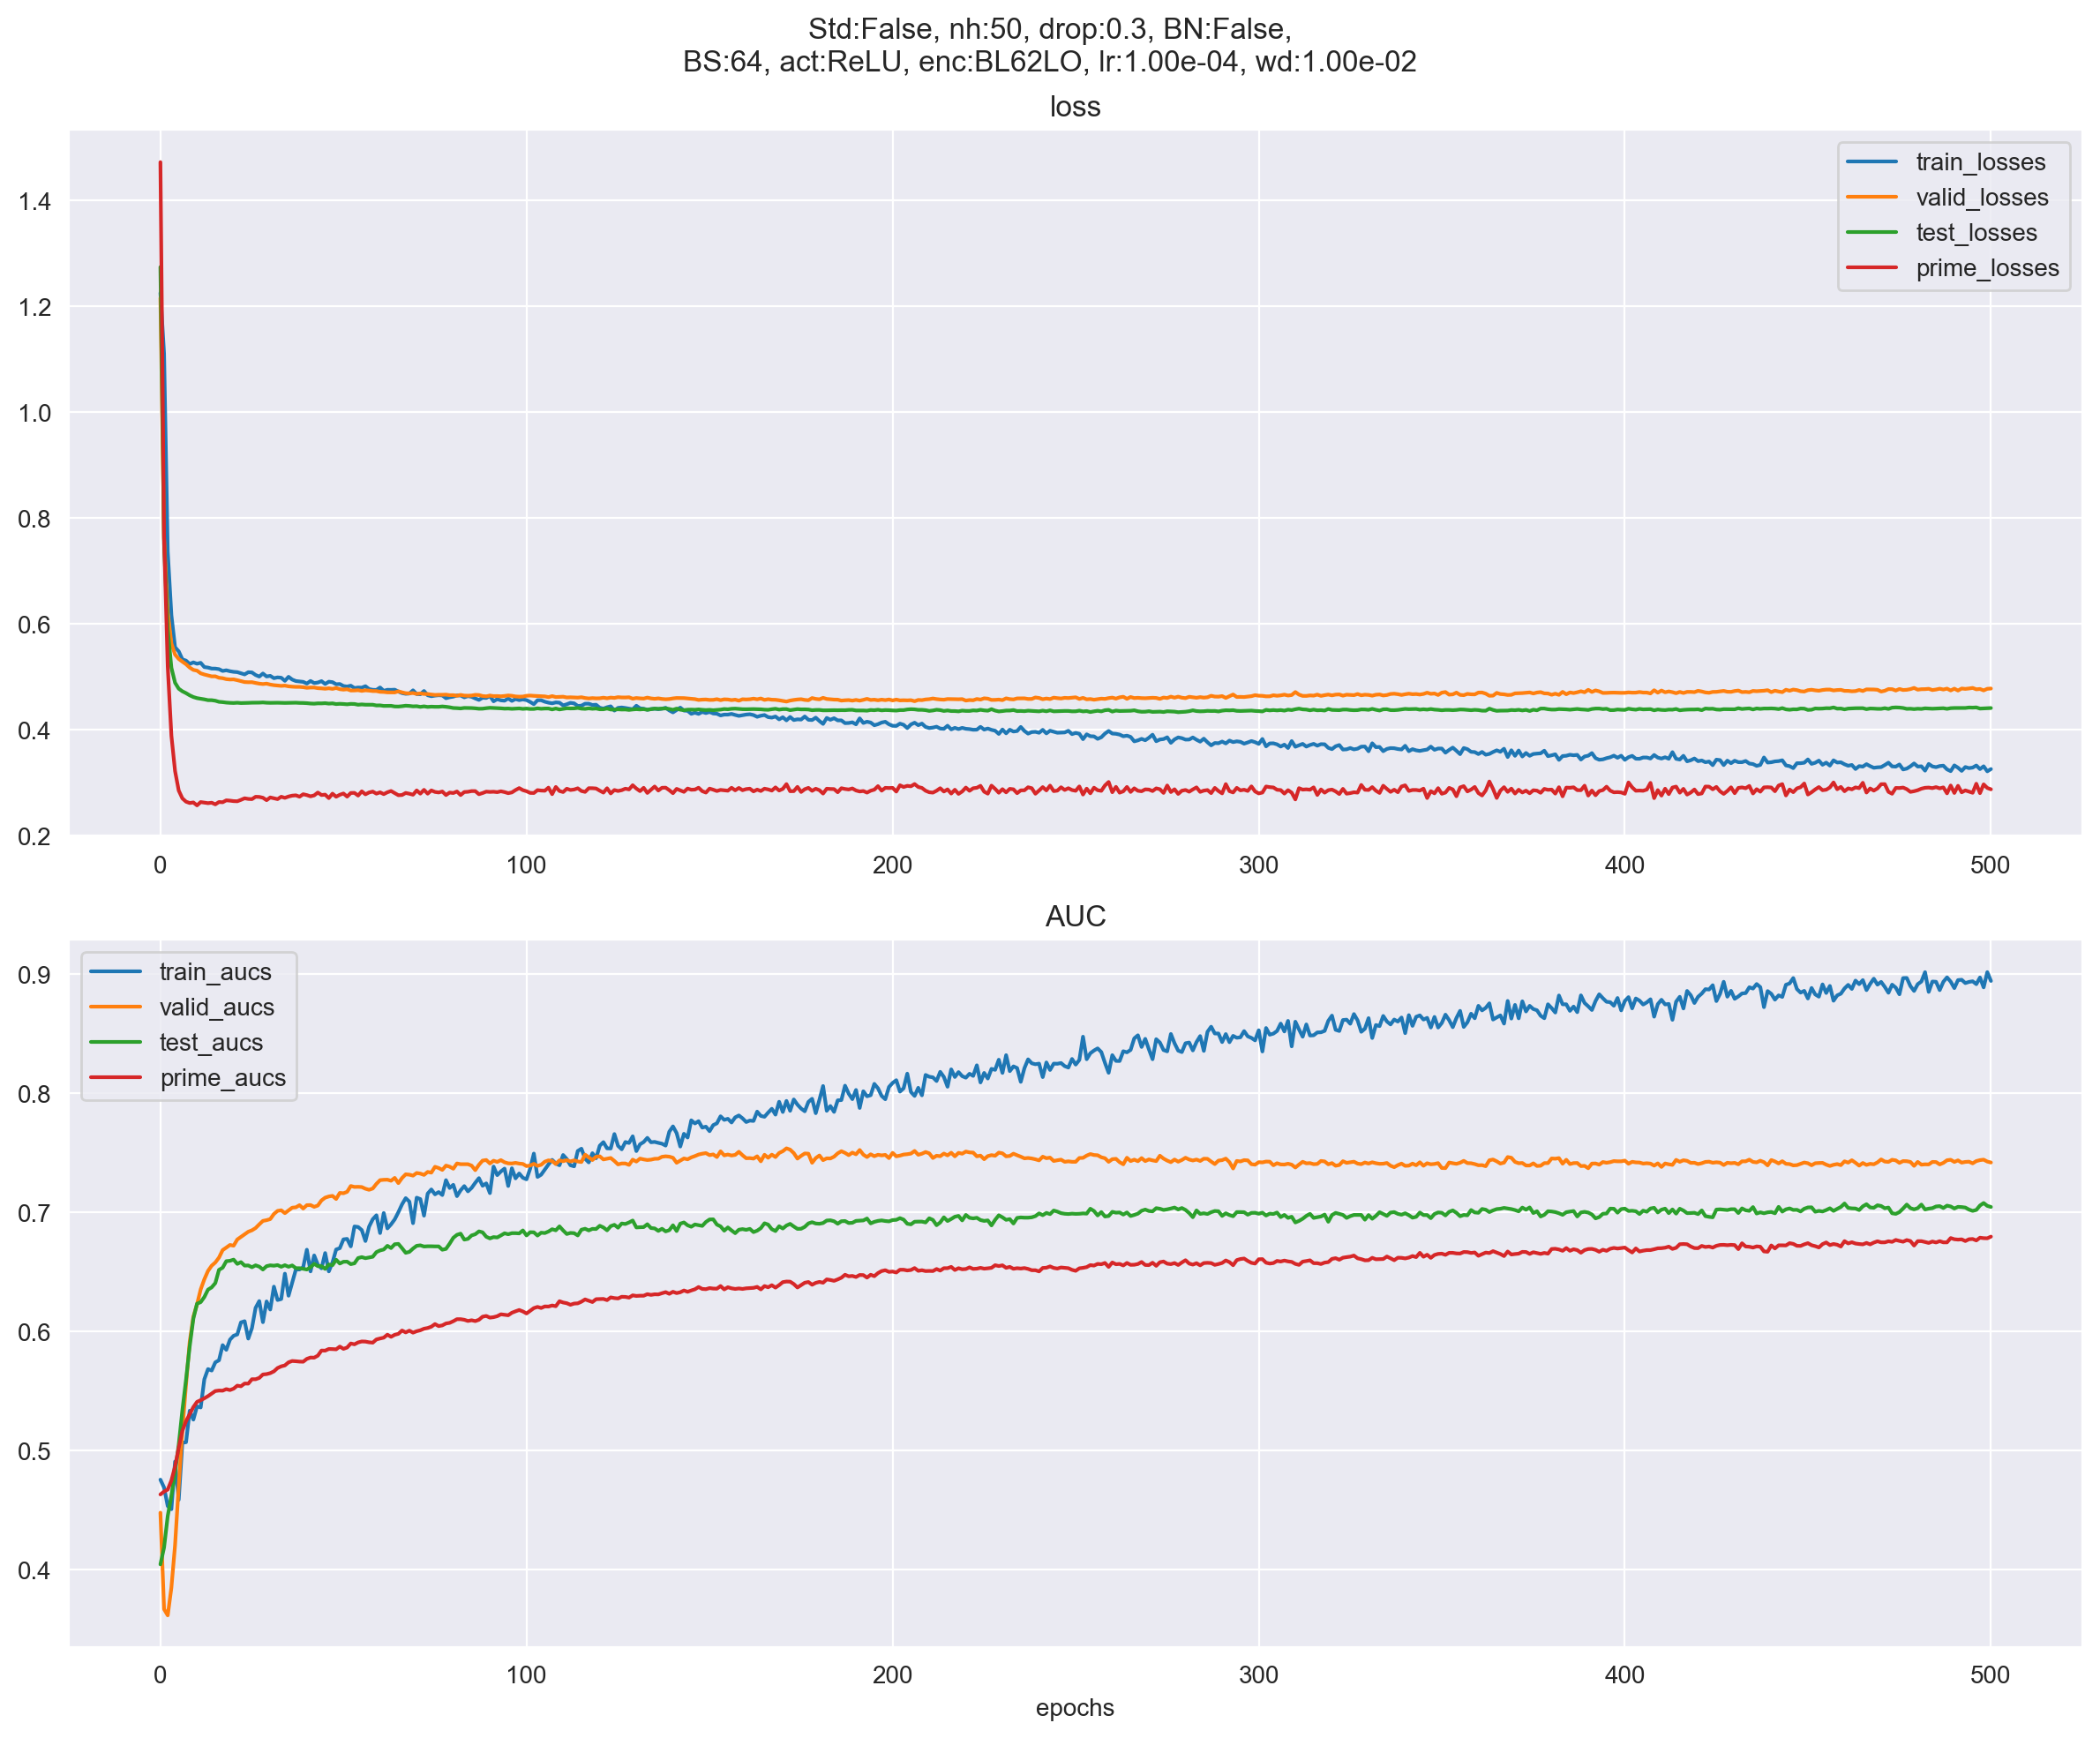 Std:False, nh:50, drop:0.3, BN:False,
BS:64, act:ReLU, enc:BL62LO, lr:1.00e-04, wd:1.00e-02
loss
train_losses
valid_losses
test_losses
prime_losses
1.4
1.2
1.0
0.8
0.6
0.4
0.2
0 100 200 300 400 500
AUC
train_aucs
valid_aucs
test_aucs
prime_aucs
0.9
0.8
0.7
0.6
0.5
0.4
0 100 200 300 400 500
epochs